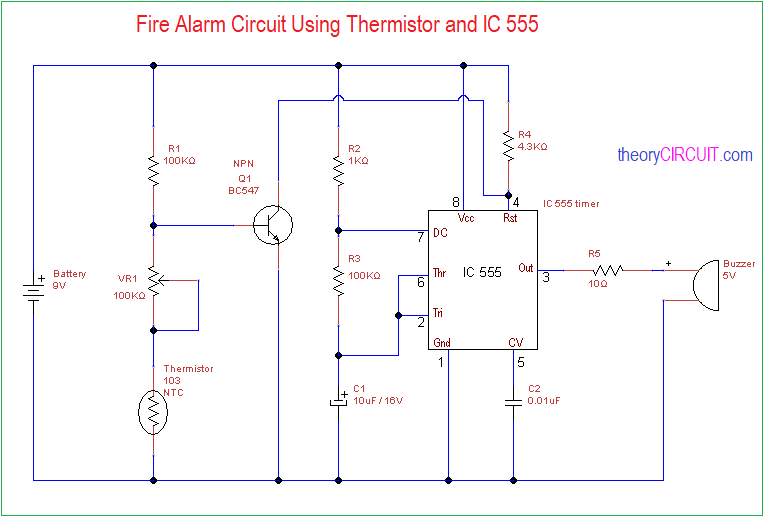 Fire Alarm Circuit Using Thermistor and IC 555
theoryCIRCUIT.com
R1
100KΩ
NPN
Q1
BC547
R2
1KΩ
R4
4.3KΩ
8
Vcc
4
Rst
IC 555 timer
7
DC
Battery
9V
+
VR1
100KΩ
R3
100KΩ
Thr
6
IC 555
Out
3
R5
10Ω
+
Buzzer
5V
Tri
2
Gnd
CV
1
5
Thermistor
103
NTC
C1
10uF / 16V
+
C2
0.01uF